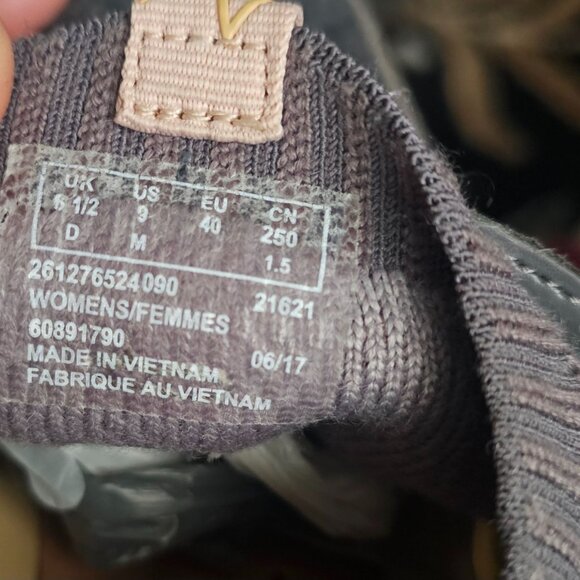 UK US EU CN
6 1/2 9 40 250
D M 1.5
261276524090 21621
WOMENS/FEMMES
60891790
MADE IN VIETNAM 06/17
FABRIQUE AU VIETNAM